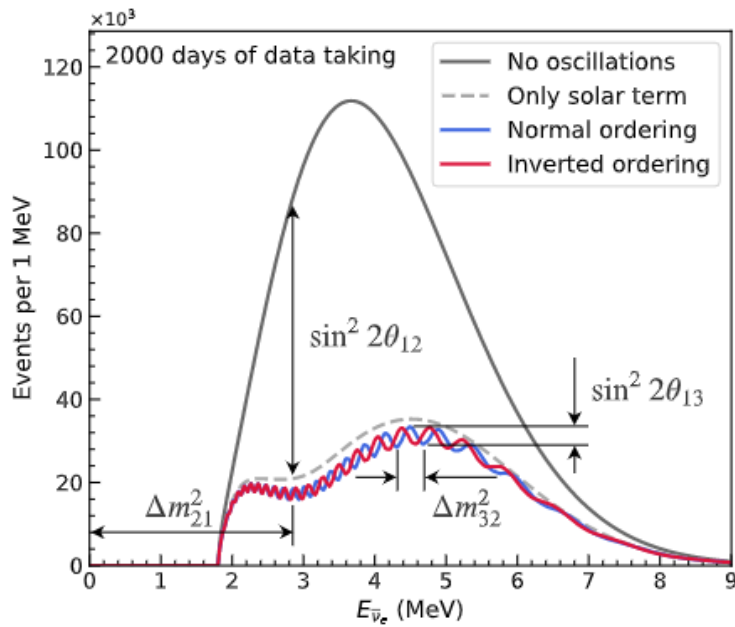 ×10³
2000 days of data taking
No oscillations
Only solar term
Normal ordering
Inverted ordering
120
100
80
60
40
20
0
Events per 1 MeV
sin² 2θ₁₂
sin² 2θ₁₃
Δm²₂₁
Δm²₃₂
0 1 2 3 4 5 6 7 8 9
E_ν̅ₑ (MeV)